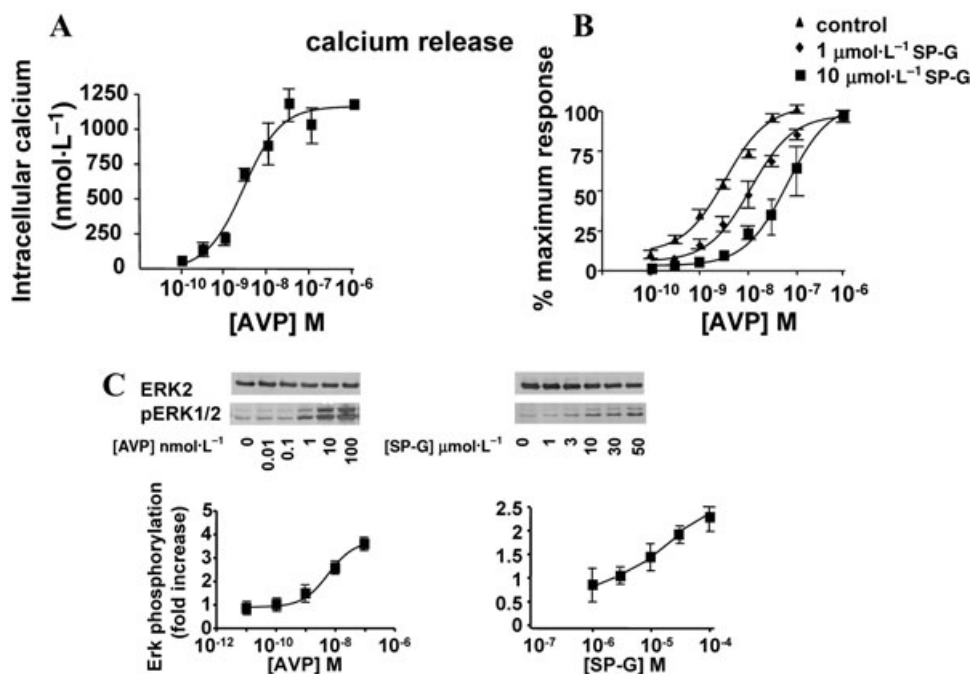 A
calcium release
Intracellular calcium
(nmol·L⁻¹)
1250
1000
750
500
250
0
10⁻¹⁰ 10⁻⁹ 10⁻⁸ 10⁻⁷ 10⁻⁶
[AVP] M
B
control
1 μmol·L⁻¹ SP-G
10 μmol·L⁻¹ SP-G
% maximum response
100
75
50
25
0
10⁻¹⁰ 10⁻⁹ 10⁻⁸ 10⁻⁷ 10⁻⁶
[AVP] M
C
ERK2
pERK1/2
[AVP] nmol·L⁻¹ 0 0.01 0.1 1 10 100
[SP-G] μmol·L⁻¹ 0 1 3 10 30 50
Erk phosphorylation
(fold increase)
5
4
3
2
1
0
10⁻¹² 10⁻¹⁰ 10⁻⁸ 10⁻⁶
[AVP] M
2.5
2
1.5
1
0.5
0
10⁻⁷ 10⁻⁶ 10⁻⁵ 10⁻⁴
[SP-G] M